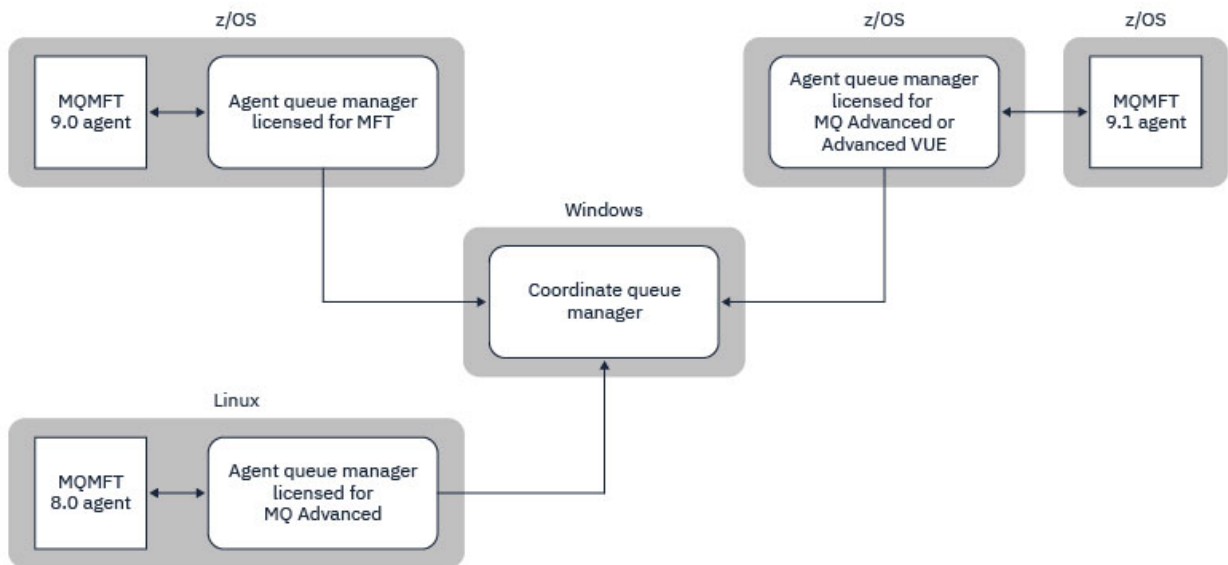 z/OS
MQMFT
9.0 agent
Agent queue manager
licensed for MFT
z/OS
Agent queue manager
licensed for
MQ Advanced or
Advanced VUE
z/OS
MQMFT
9.1 agent
Windows
Coordinate queue
manager
Linux
MQMFT
8.0 agent
Agent queue manager
licensed for
MQ Advanced